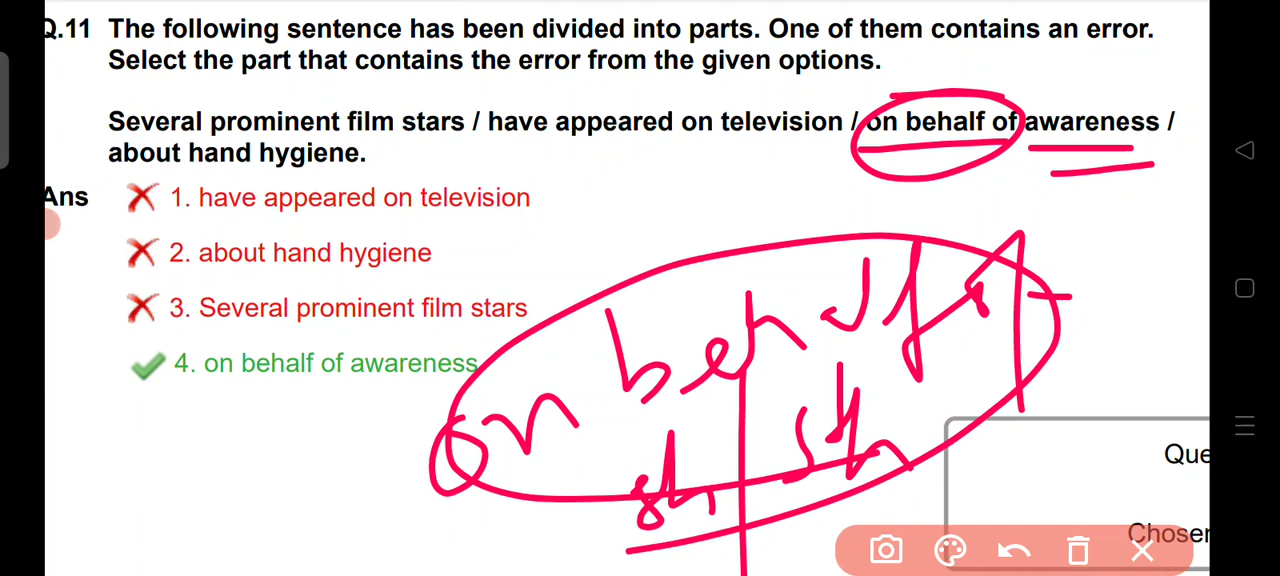 Q.11 The following sentence has been divided into parts. One of them contains an error.
Select the part that contains the error from the given options.
Several prominent film stars / have appeared on television / on behalf of awareness /
about hand hygiene.
Ans
1. have appeared on television
2. about hand hygiene
3. Several prominent film stars
4. on behalf of awareness
on behalf of
Que
Chosen